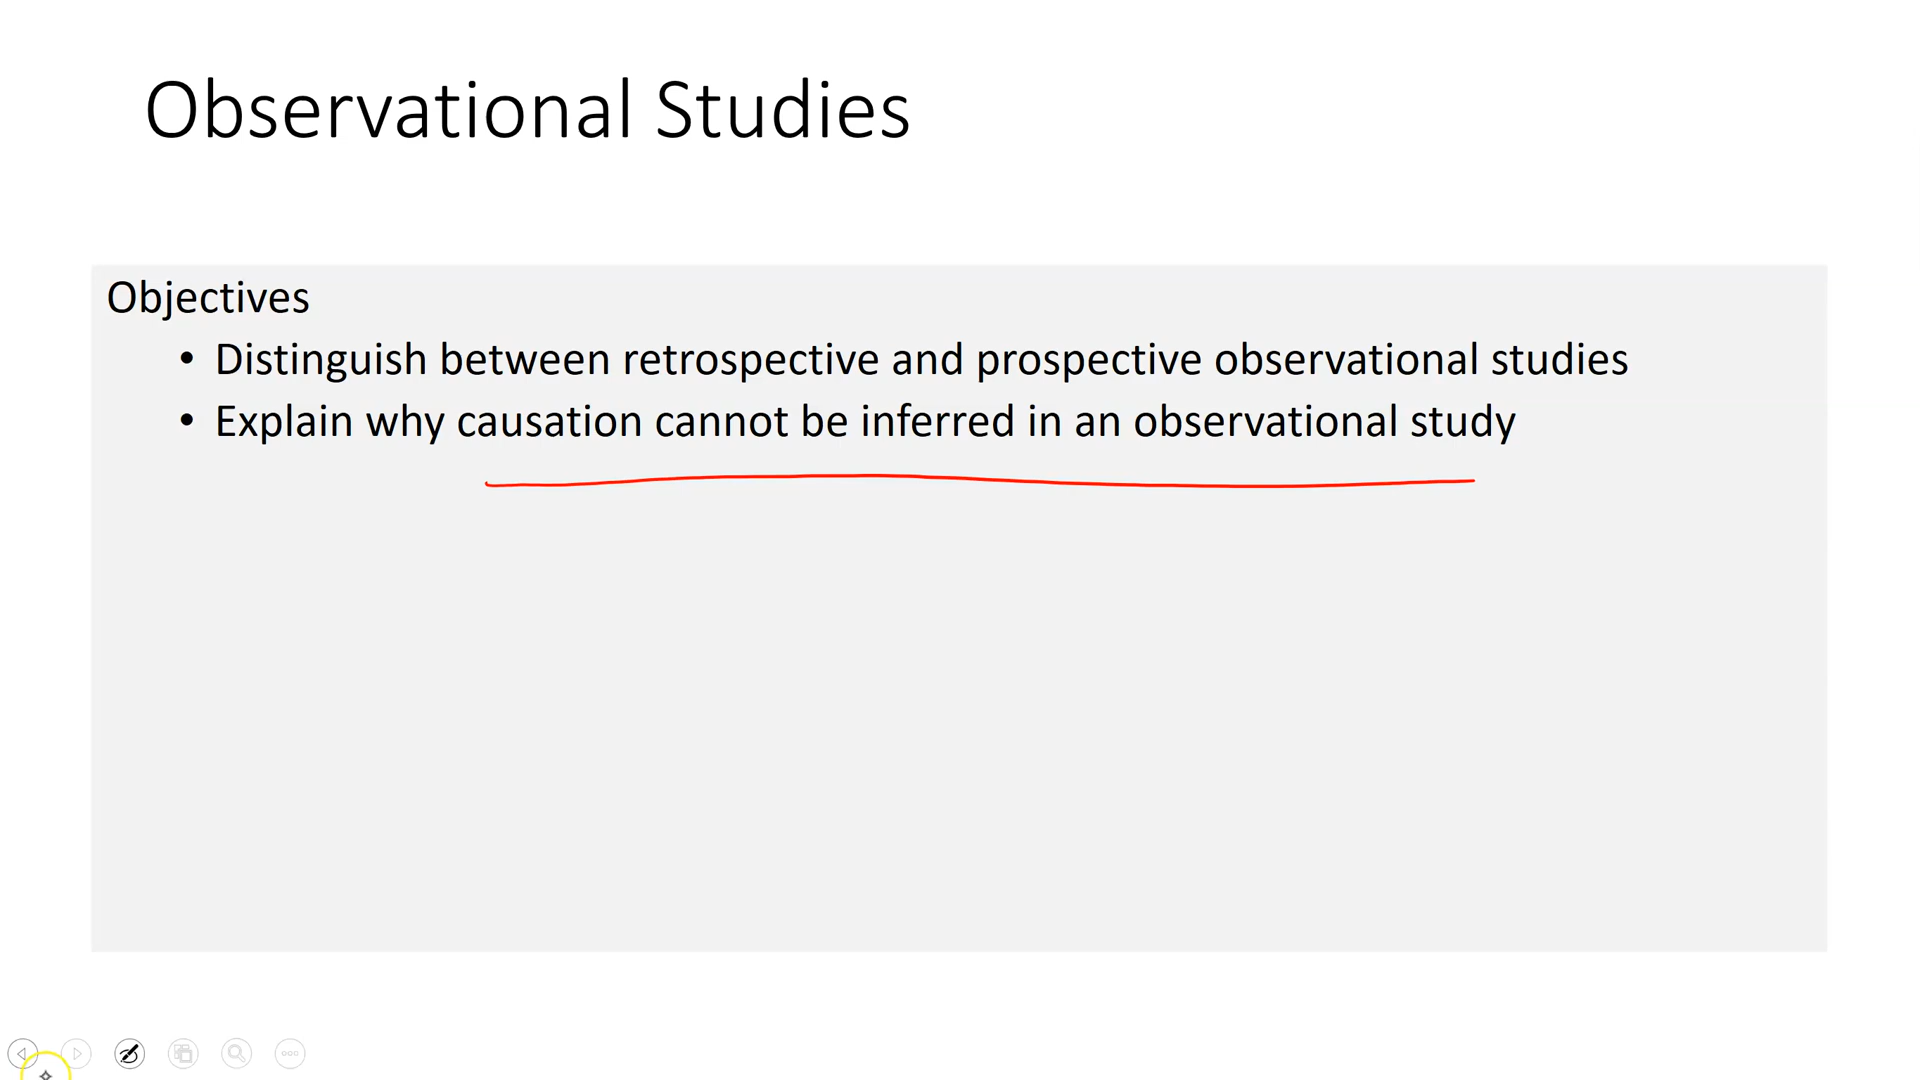 Observational Studies
Objectives
• Distinguish between retrospective and prospective observational studies
• Explain why causation cannot be inferred in an observational study